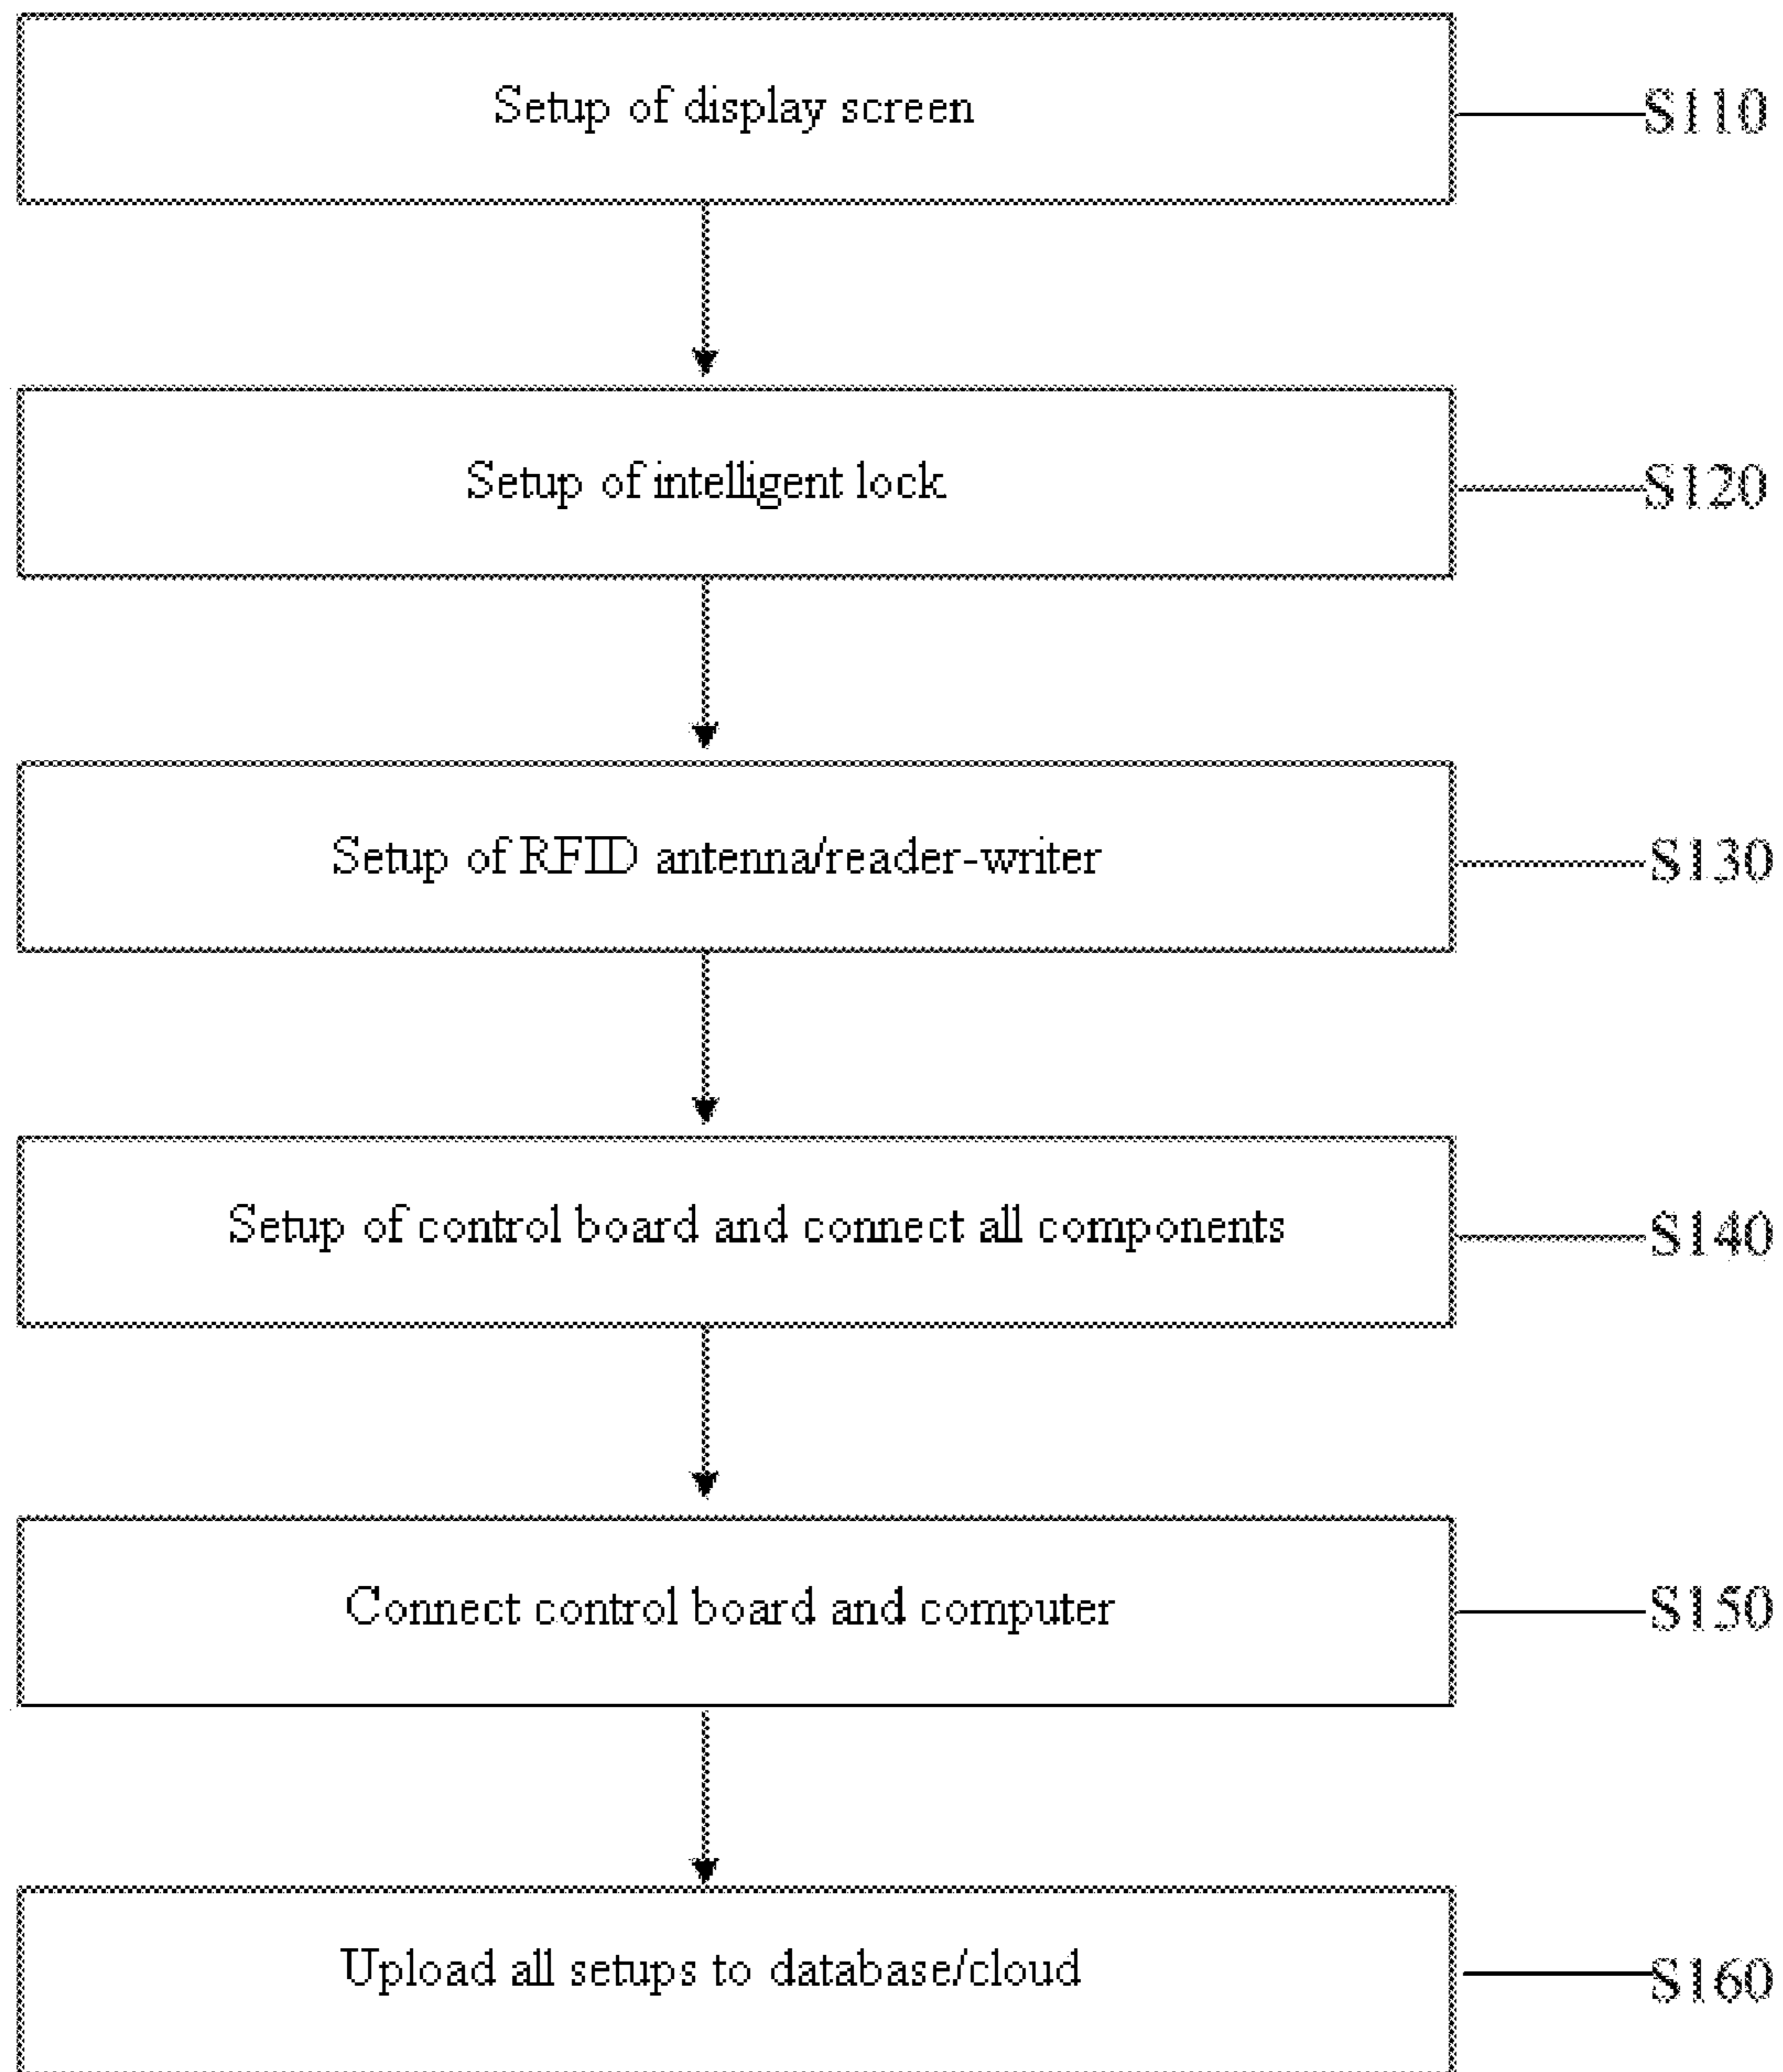 Setup of display screen
S110
Setup of intelligent lock
S120
Setup of RFID antenna/reader-writer
S130
Setup of control board and connect all components
S140
Connect control board and computer
S150
Upload all setups to database/cloud
S160